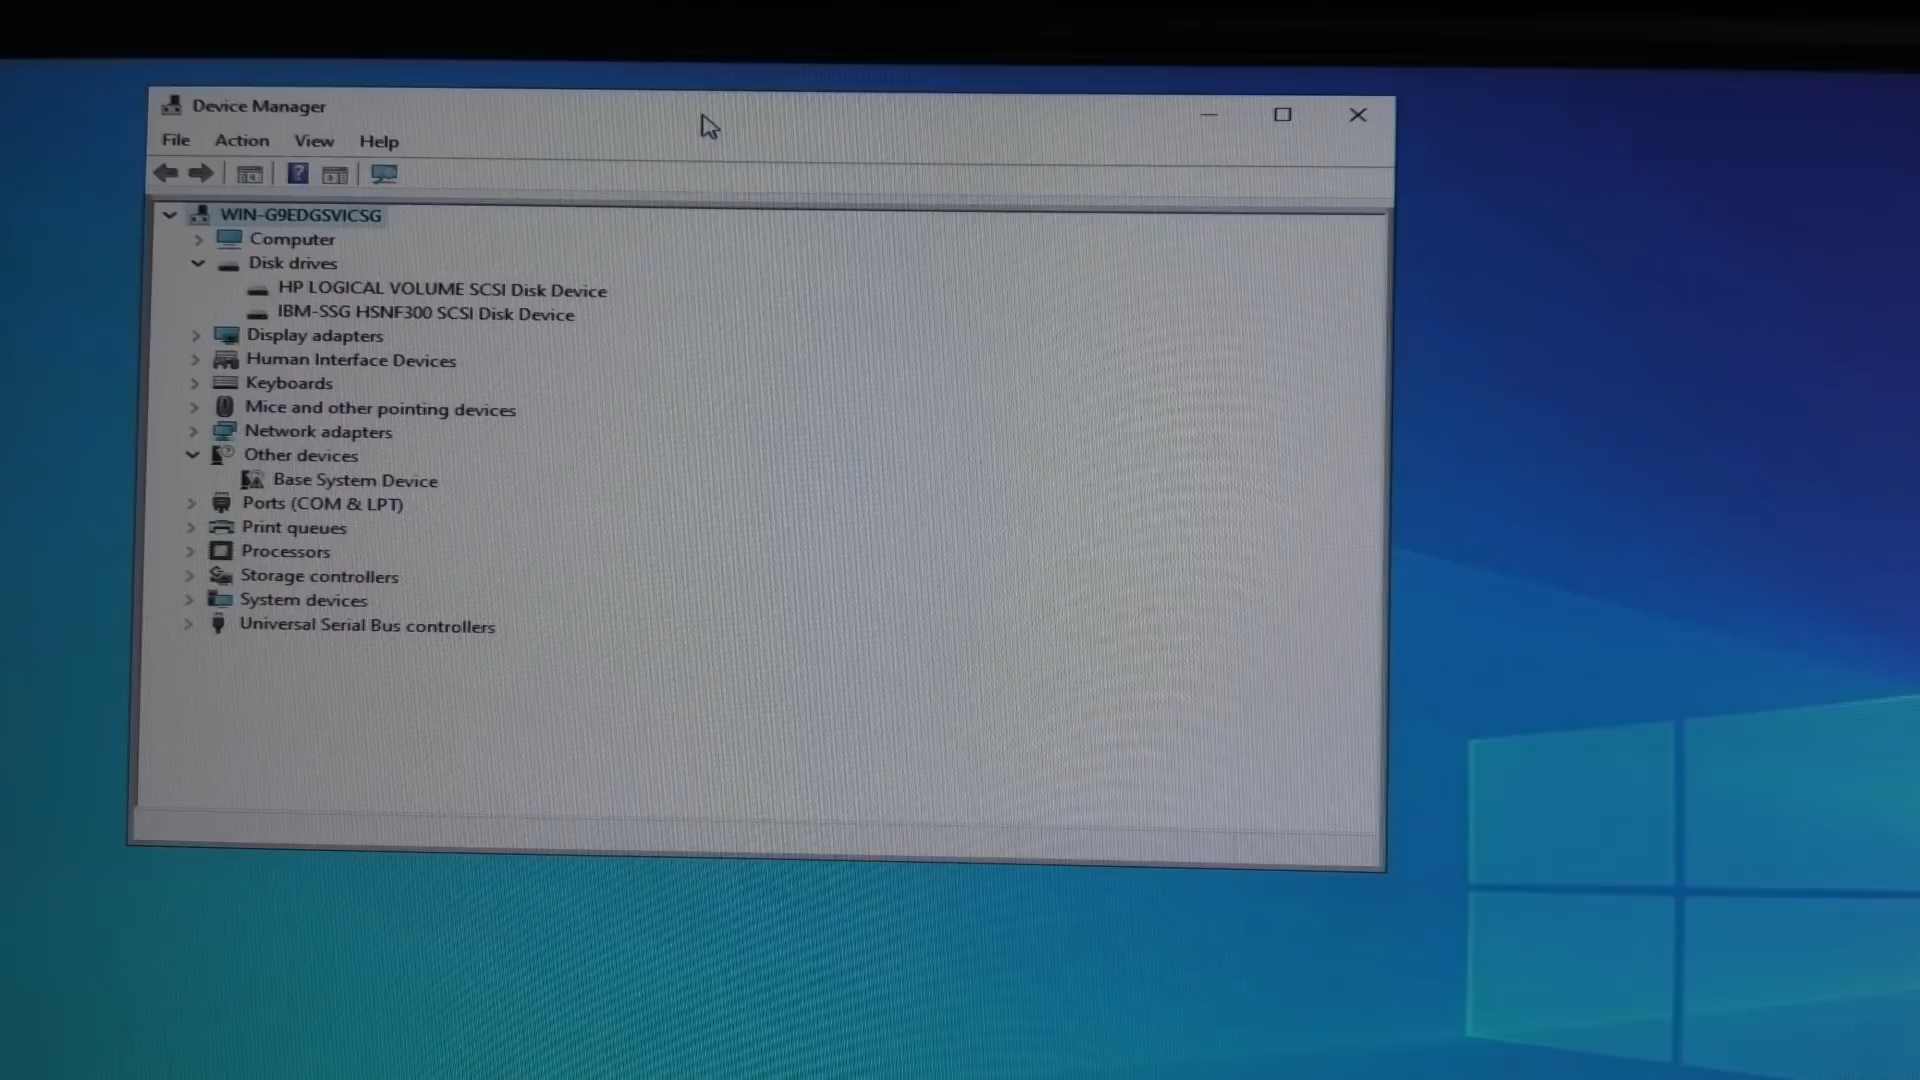 Device Manager
File Action View Help
WIN-G9EDGSVICSG
Computer
Disk drives
HP LOGICAL VOLUME SCSI Disk Device
IBM-SSG HSNF300 SCSI Disk Device
Display adapters
Human Interface Devices
Keyboards
Mice and other pointing devices
Network adapters
Other devices
Base System Device
Ports (COM & LPT)
Print queues
Processors
Storage controllers
System devices
Universal Serial Bus controllers